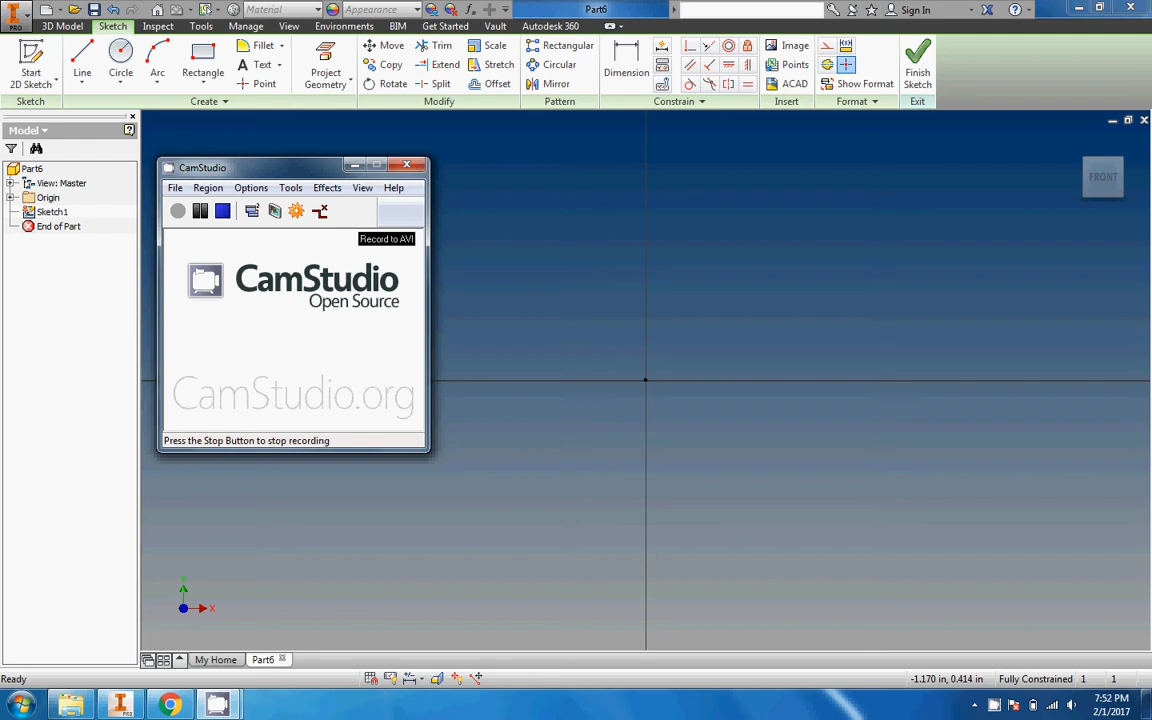 Material
Appearance
Part6
Sign In
PRO
3D Model
Sketch
Inspect
Tools
Manage
View
Environments
BIM
Get Started
Vault
Autodesk 360
Start
2D Sketch
Line
Circle
Arc
Rectangle
Fillet
Text
Point
Project
Geometry
Move
Copy
Rotate
Trim
Extend
Split
Scale
Stretch
Offset
Rectangular
Circular
Mirror
Dimension
Image
Points
ACAD
Show Format
Finish
Sketch
Sketch
Create
Modify
Pattern
Constrain
Insert
Format
Exit
Model
Part6
View: Master
Origin
Sketch1
End of Part
CamStudio
File
Region
Options
Tools
Effects
View
Help
Record to AVI
CamStudio
Open Source
CamStudio.org
Press the Stop Button to stop recording
FRONT
X
My Home
Part6
Ready
-1.170 in, 0.414 in
Fully Constrained
1
1
PRO
7:52 PM
2/1/2017